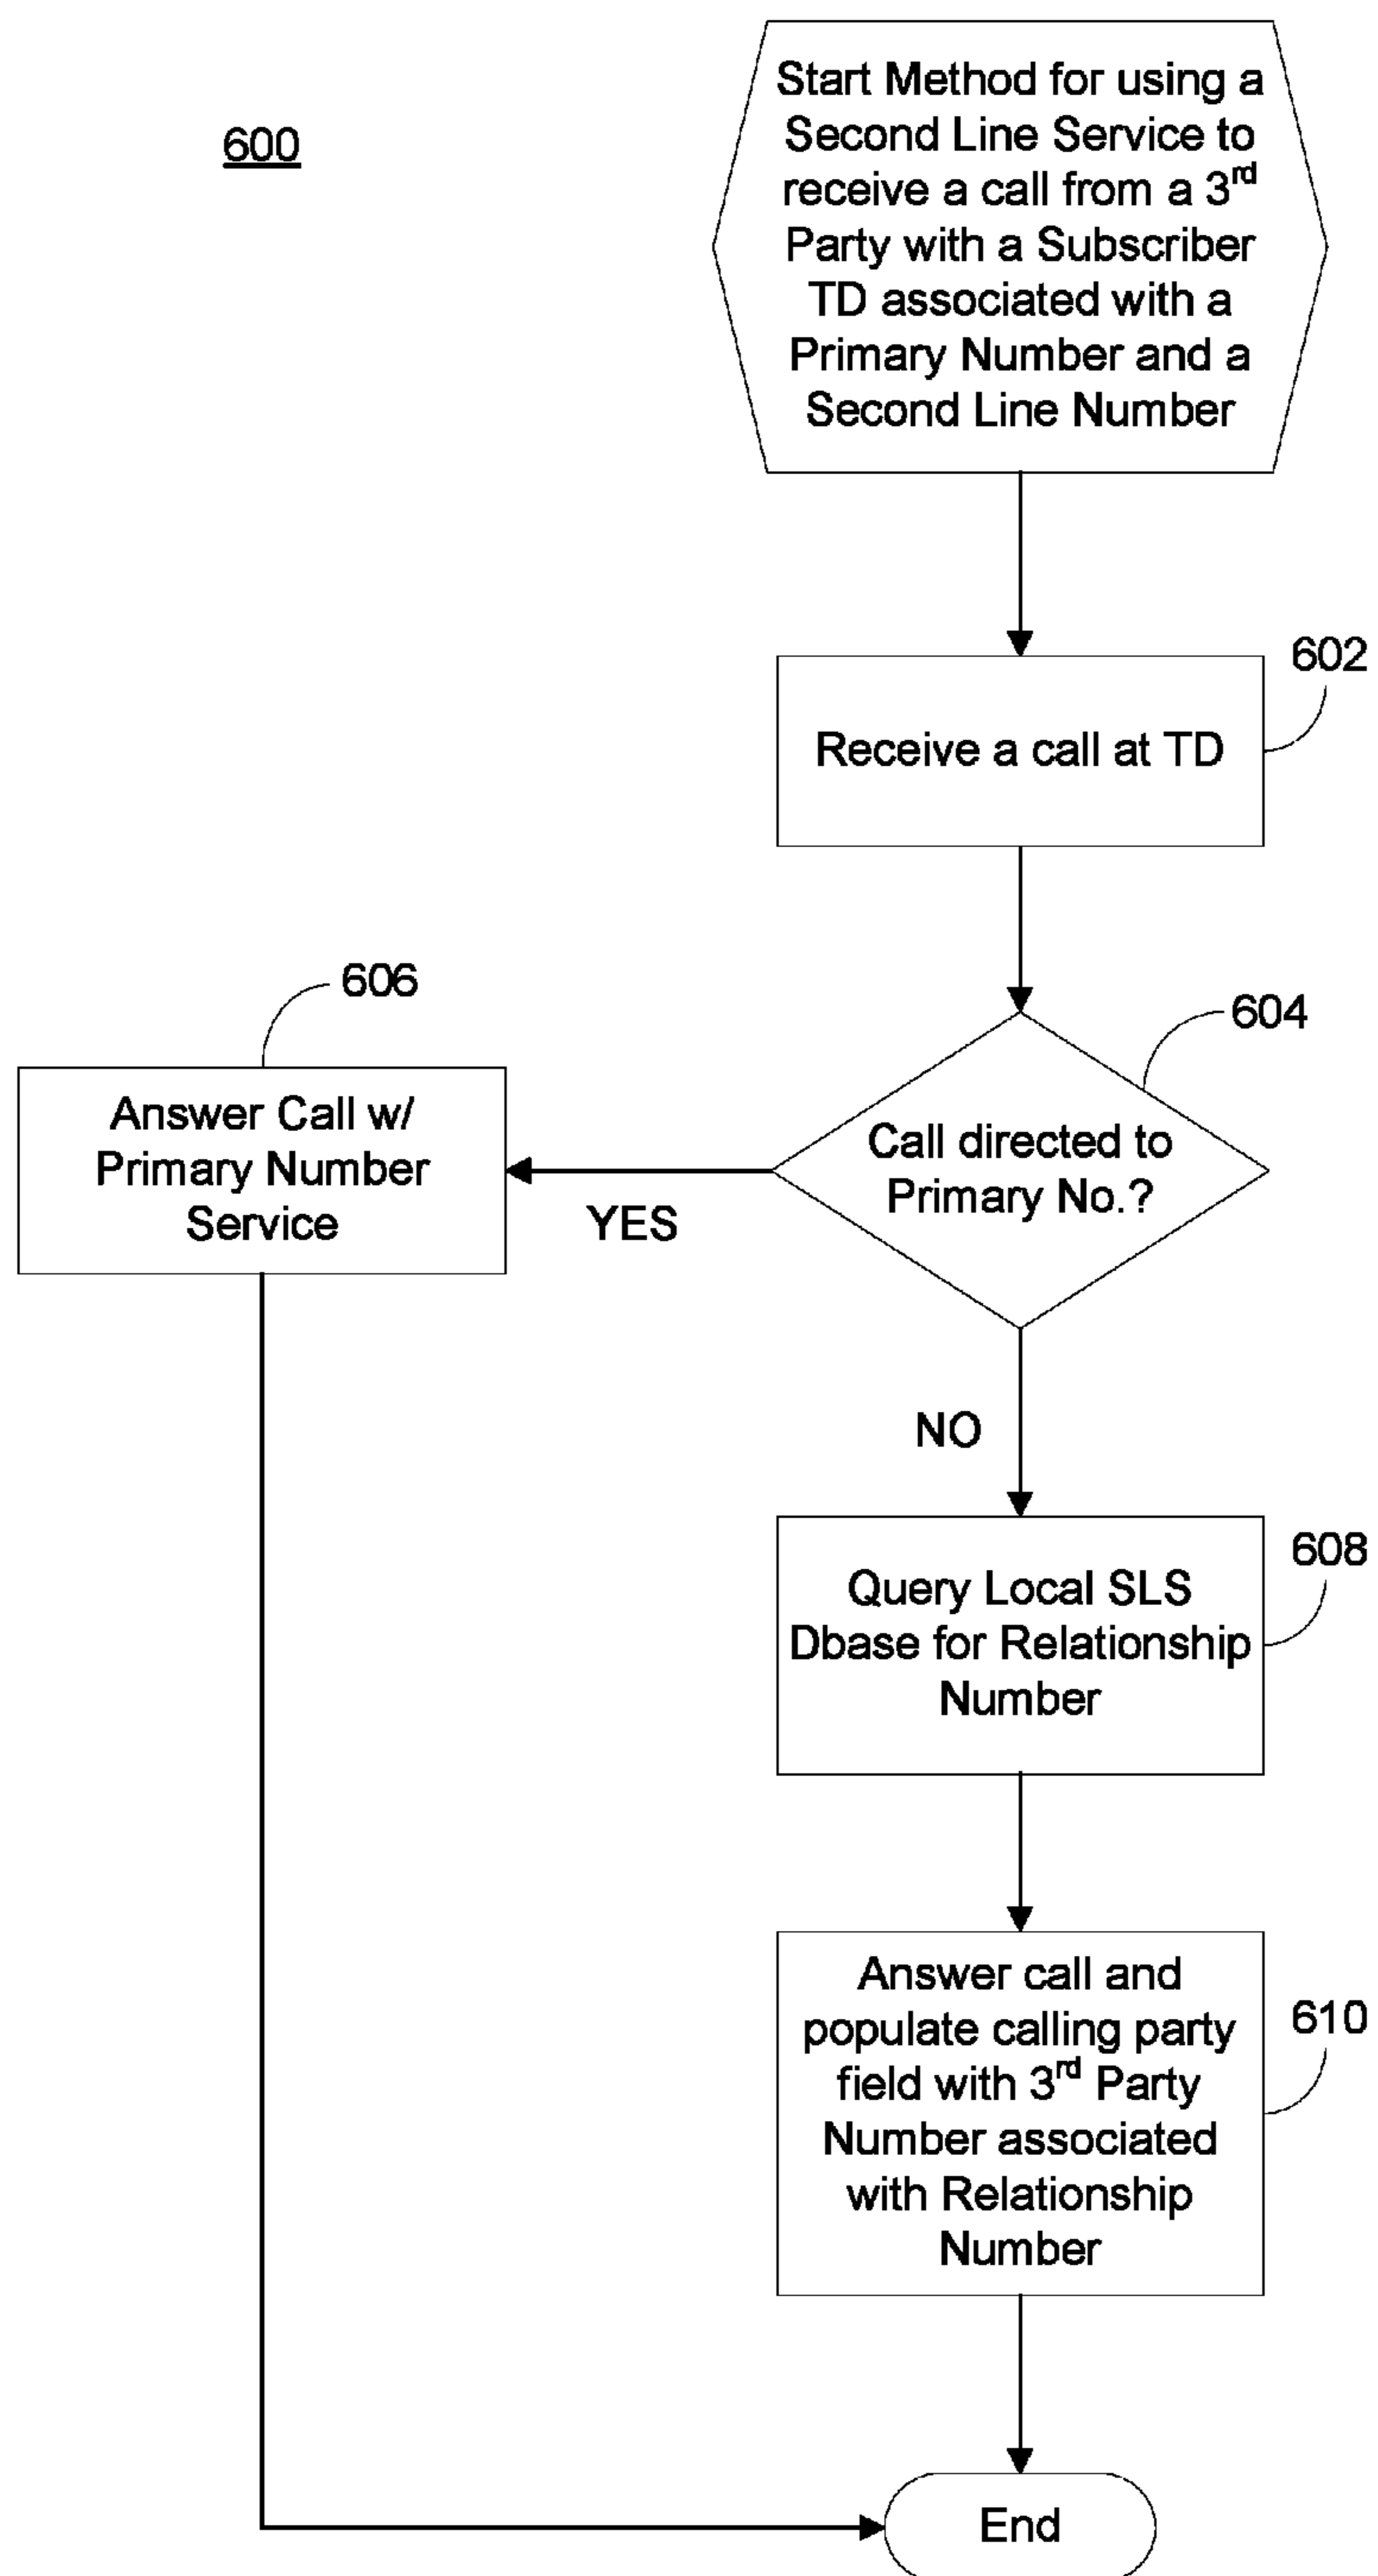 600
Start Method for using a
Second Line Service to
receive a call from a 3rd
Party with a Subscriber
TD associated with a
Primary Number and a
Second Line Number
602
Receive a call at TD
606
604
Answer Call w/
Primary Number
Service
Call directed to
Primary No.?
YES
NO
608
Query Local SLS
Dbase for Relationship
Number
610
Answer call and
populate calling party
field with 3rd Party
Number associated
with Relationship
Number
End